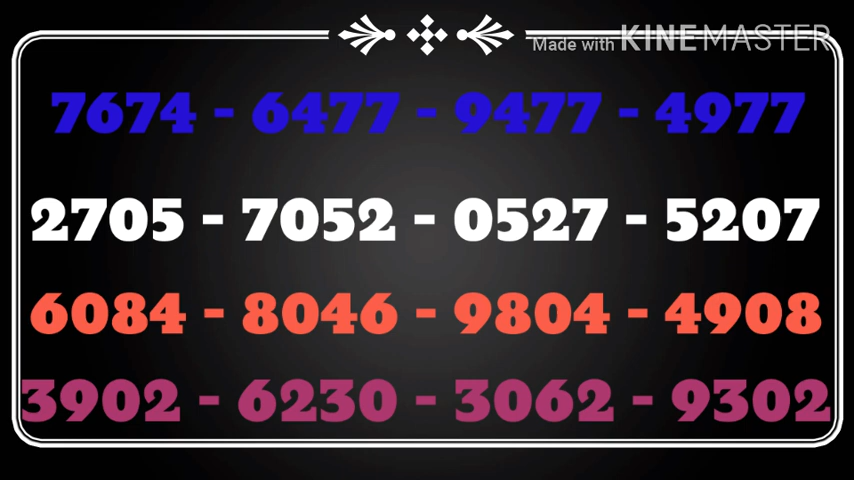 Made with KINEMASTER
7674 - 6477 - 9477 - 4977
2705 - 7052 - 0527 - 5207
6084 - 8046 - 9804 - 4908
3902 - 6230 - 3062 - 9302